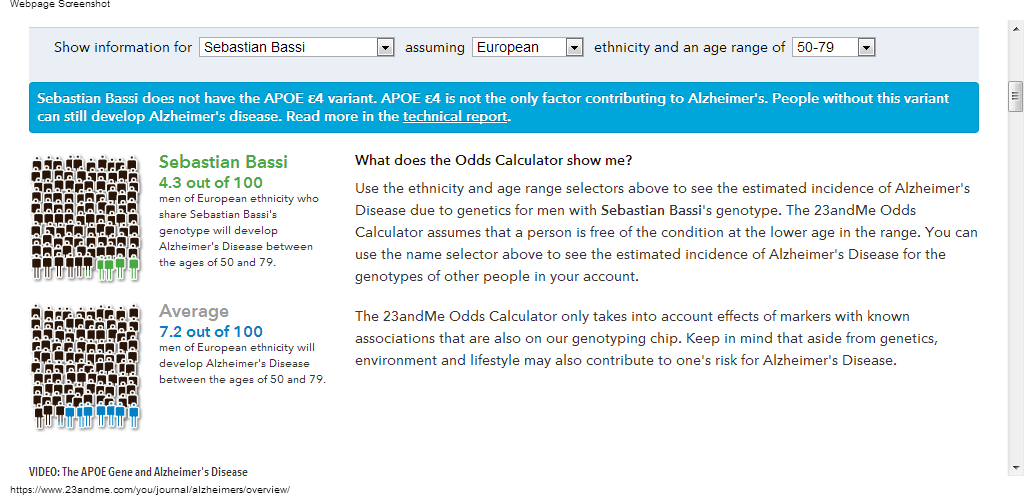 Webpage Screenshot
Show information for Sebastian Bassi assuming European ethnicity and an age range of 50-79
Sebastian Bassi does not have the APOE ε4 variant. APOE ε4 is not the only factor contributing to Alzheimer's. People without this variant
can still develop Alzheimer's disease. Read more in the technical report.
Sebastian Bassi
4.3 out of 100
men of European ethnicity who
share Sebastian Bassi's
genotype will develop
Alzheimer's Disease between
the ages of 50 and 79.
Average
7.2 out of 100
men of European ethnicity will
develop Alzheimer's Disease
between the ages of 50 and 79.
What does the Odds Calculator show me?
Use the ethnicity and age range selectors above to see the estimated incidence of Alzheimer's
Disease due to genetics for men with Sebastian Bassi's genotype. The 23andMe Odds
Calculator assumes that a person is free of the condition at the lower age in the range. You can
use the name selector above to see the estimated incidence of Alzheimer's Disease for the
genotypes of other people in your account.
The 23andMe Odds Calculator only takes into account effects of markers with known
associations that are also on our genotyping chip. Keep in mind that aside from genetics,
environment and lifestyle may also contribute to one's risk for Alzheimer's Disease.
VIDEO: The APOE Gene and Alzheimer's Disease
https://www.23andme.com/you/journal/alzheimers/overview/